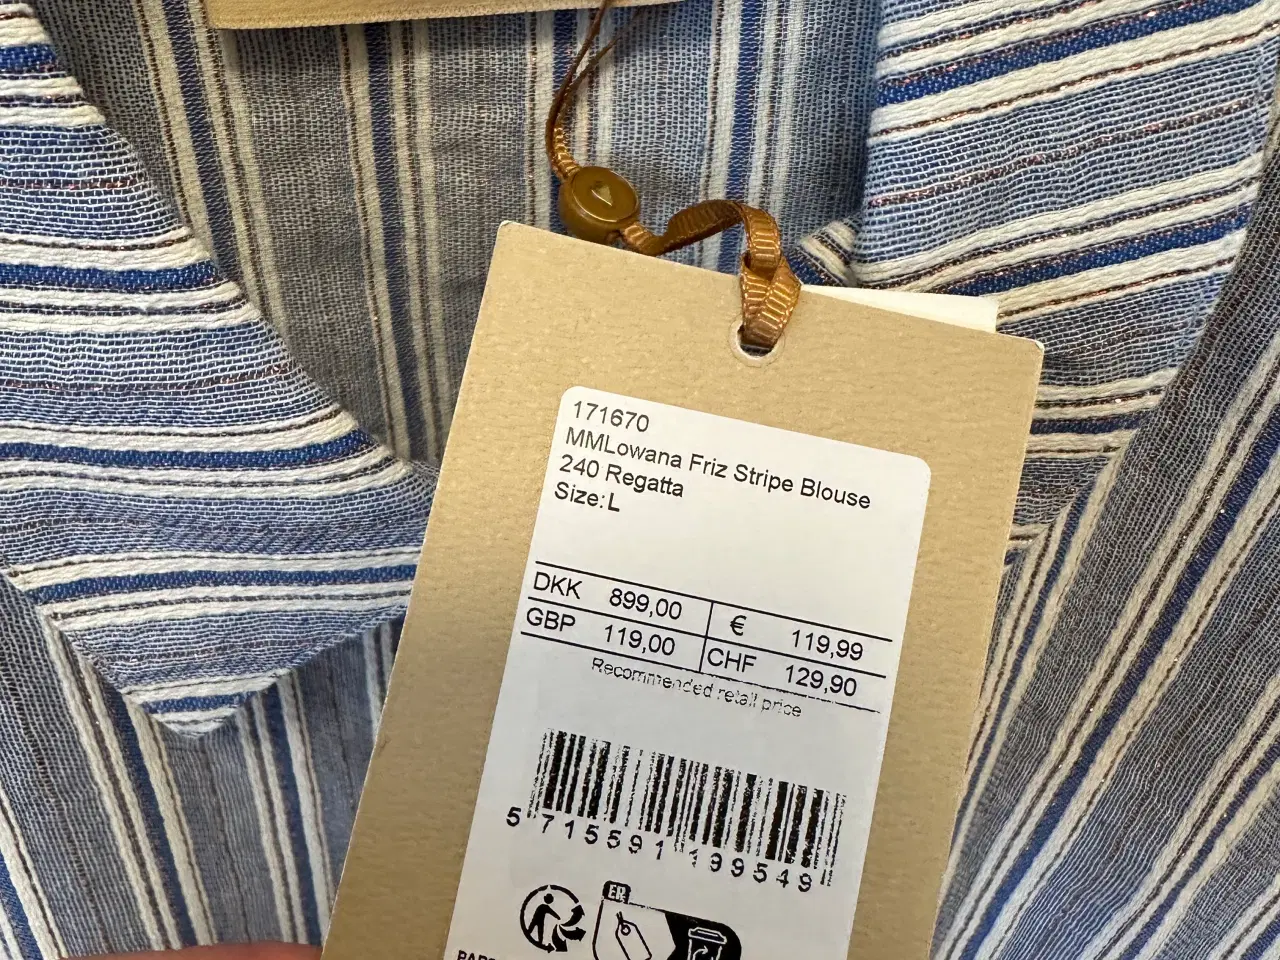 171670
MMLowana Friz Stripe Blouse
240 Regatta
Size:L
DKK 899,00 € 119,99
GBP 119,00 CHF 129,90
Recommended retail price
5 715591 199549
FR